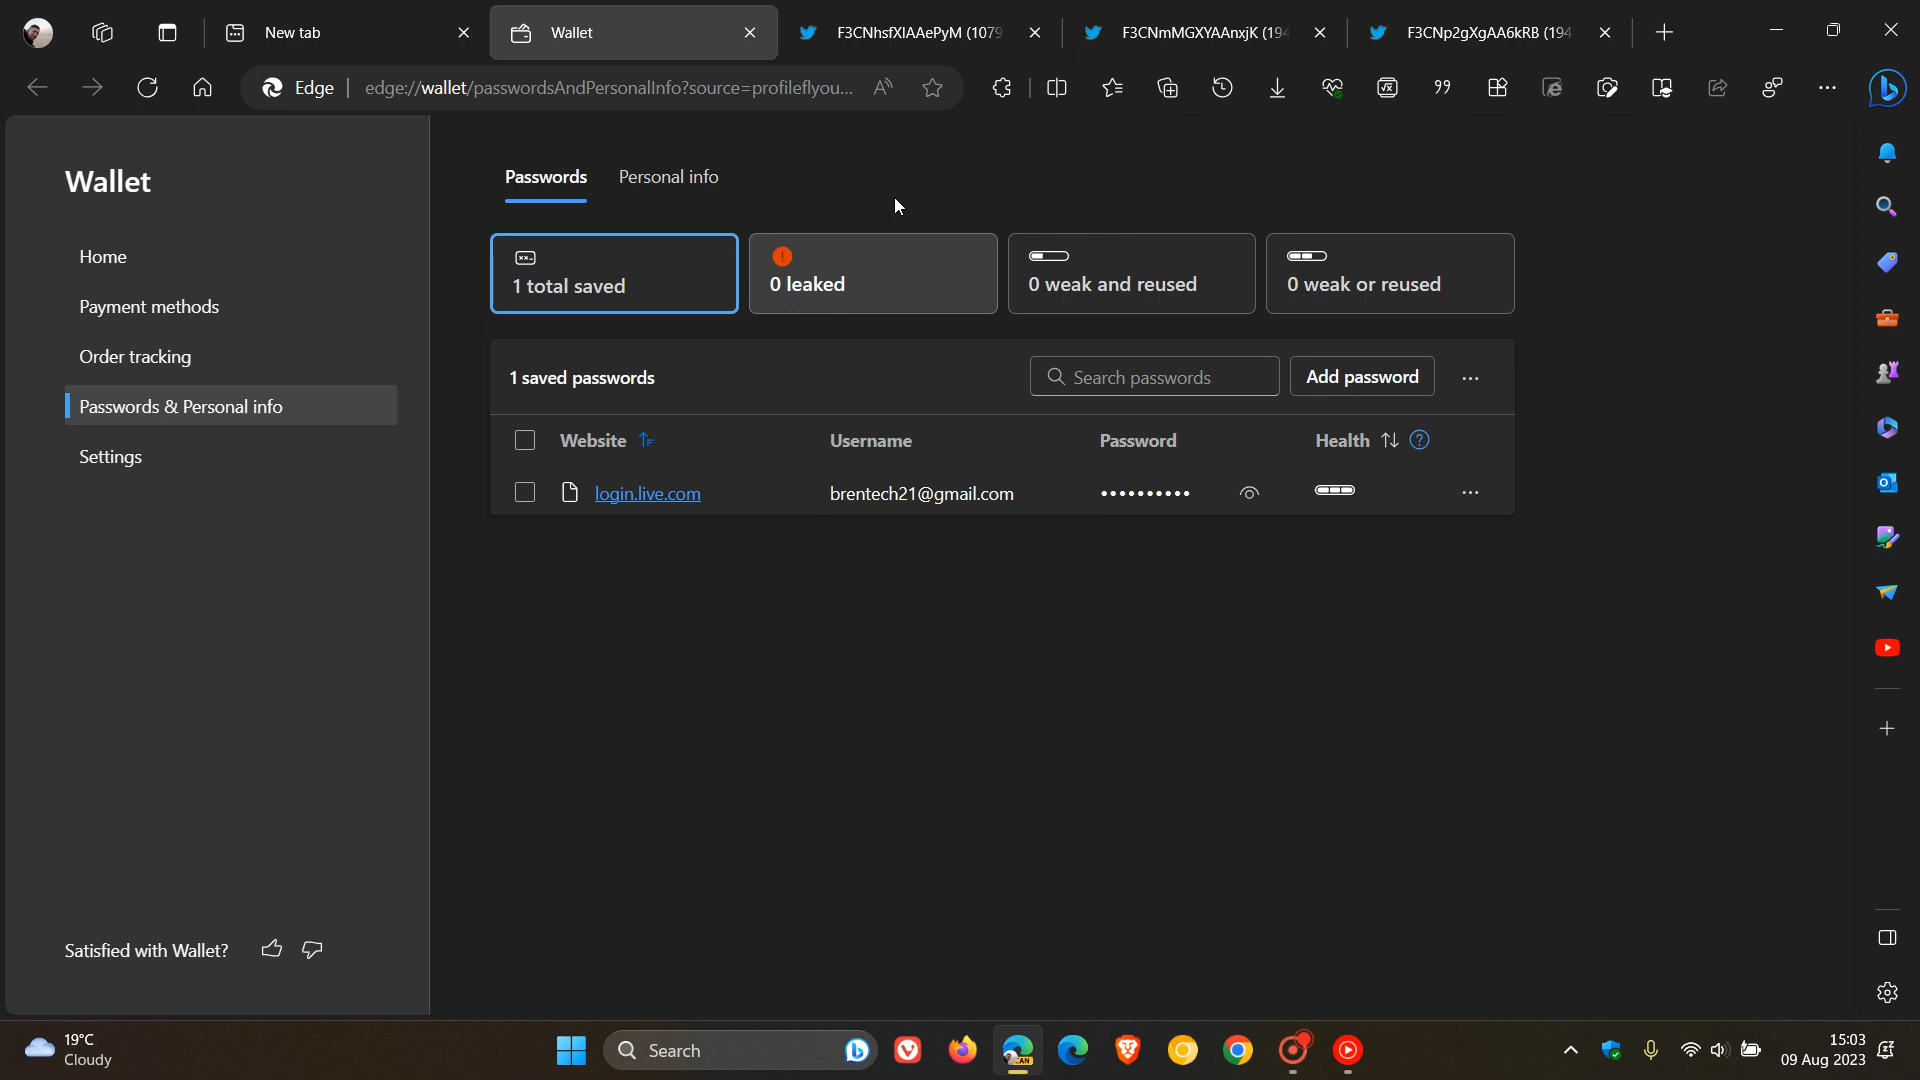 New tab
Wallet
F3CNhsfXIAAePyM (1079
F3CNmMGXYAAnxjK (194
F3CNp2gXgAA6kRB (194
Edge
edge://wallet/passwordsAndPersonalInfo?source=profileflyou...
Wallet
Home
Payment methods
Order tracking
Passwords & Personal info
Settings
Satisfied with Wallet?
Passwords
Personal info
1 total saved
0 leaked
0 weak and reused
0 weak or reused
1 saved passwords
Search passwords
Add password
Website
Username
Password
Health
login.live.com
brentech21@gmail.com
••••••••••
19°C
Cloudy
Search
CAN
15:03
09 Aug 2023